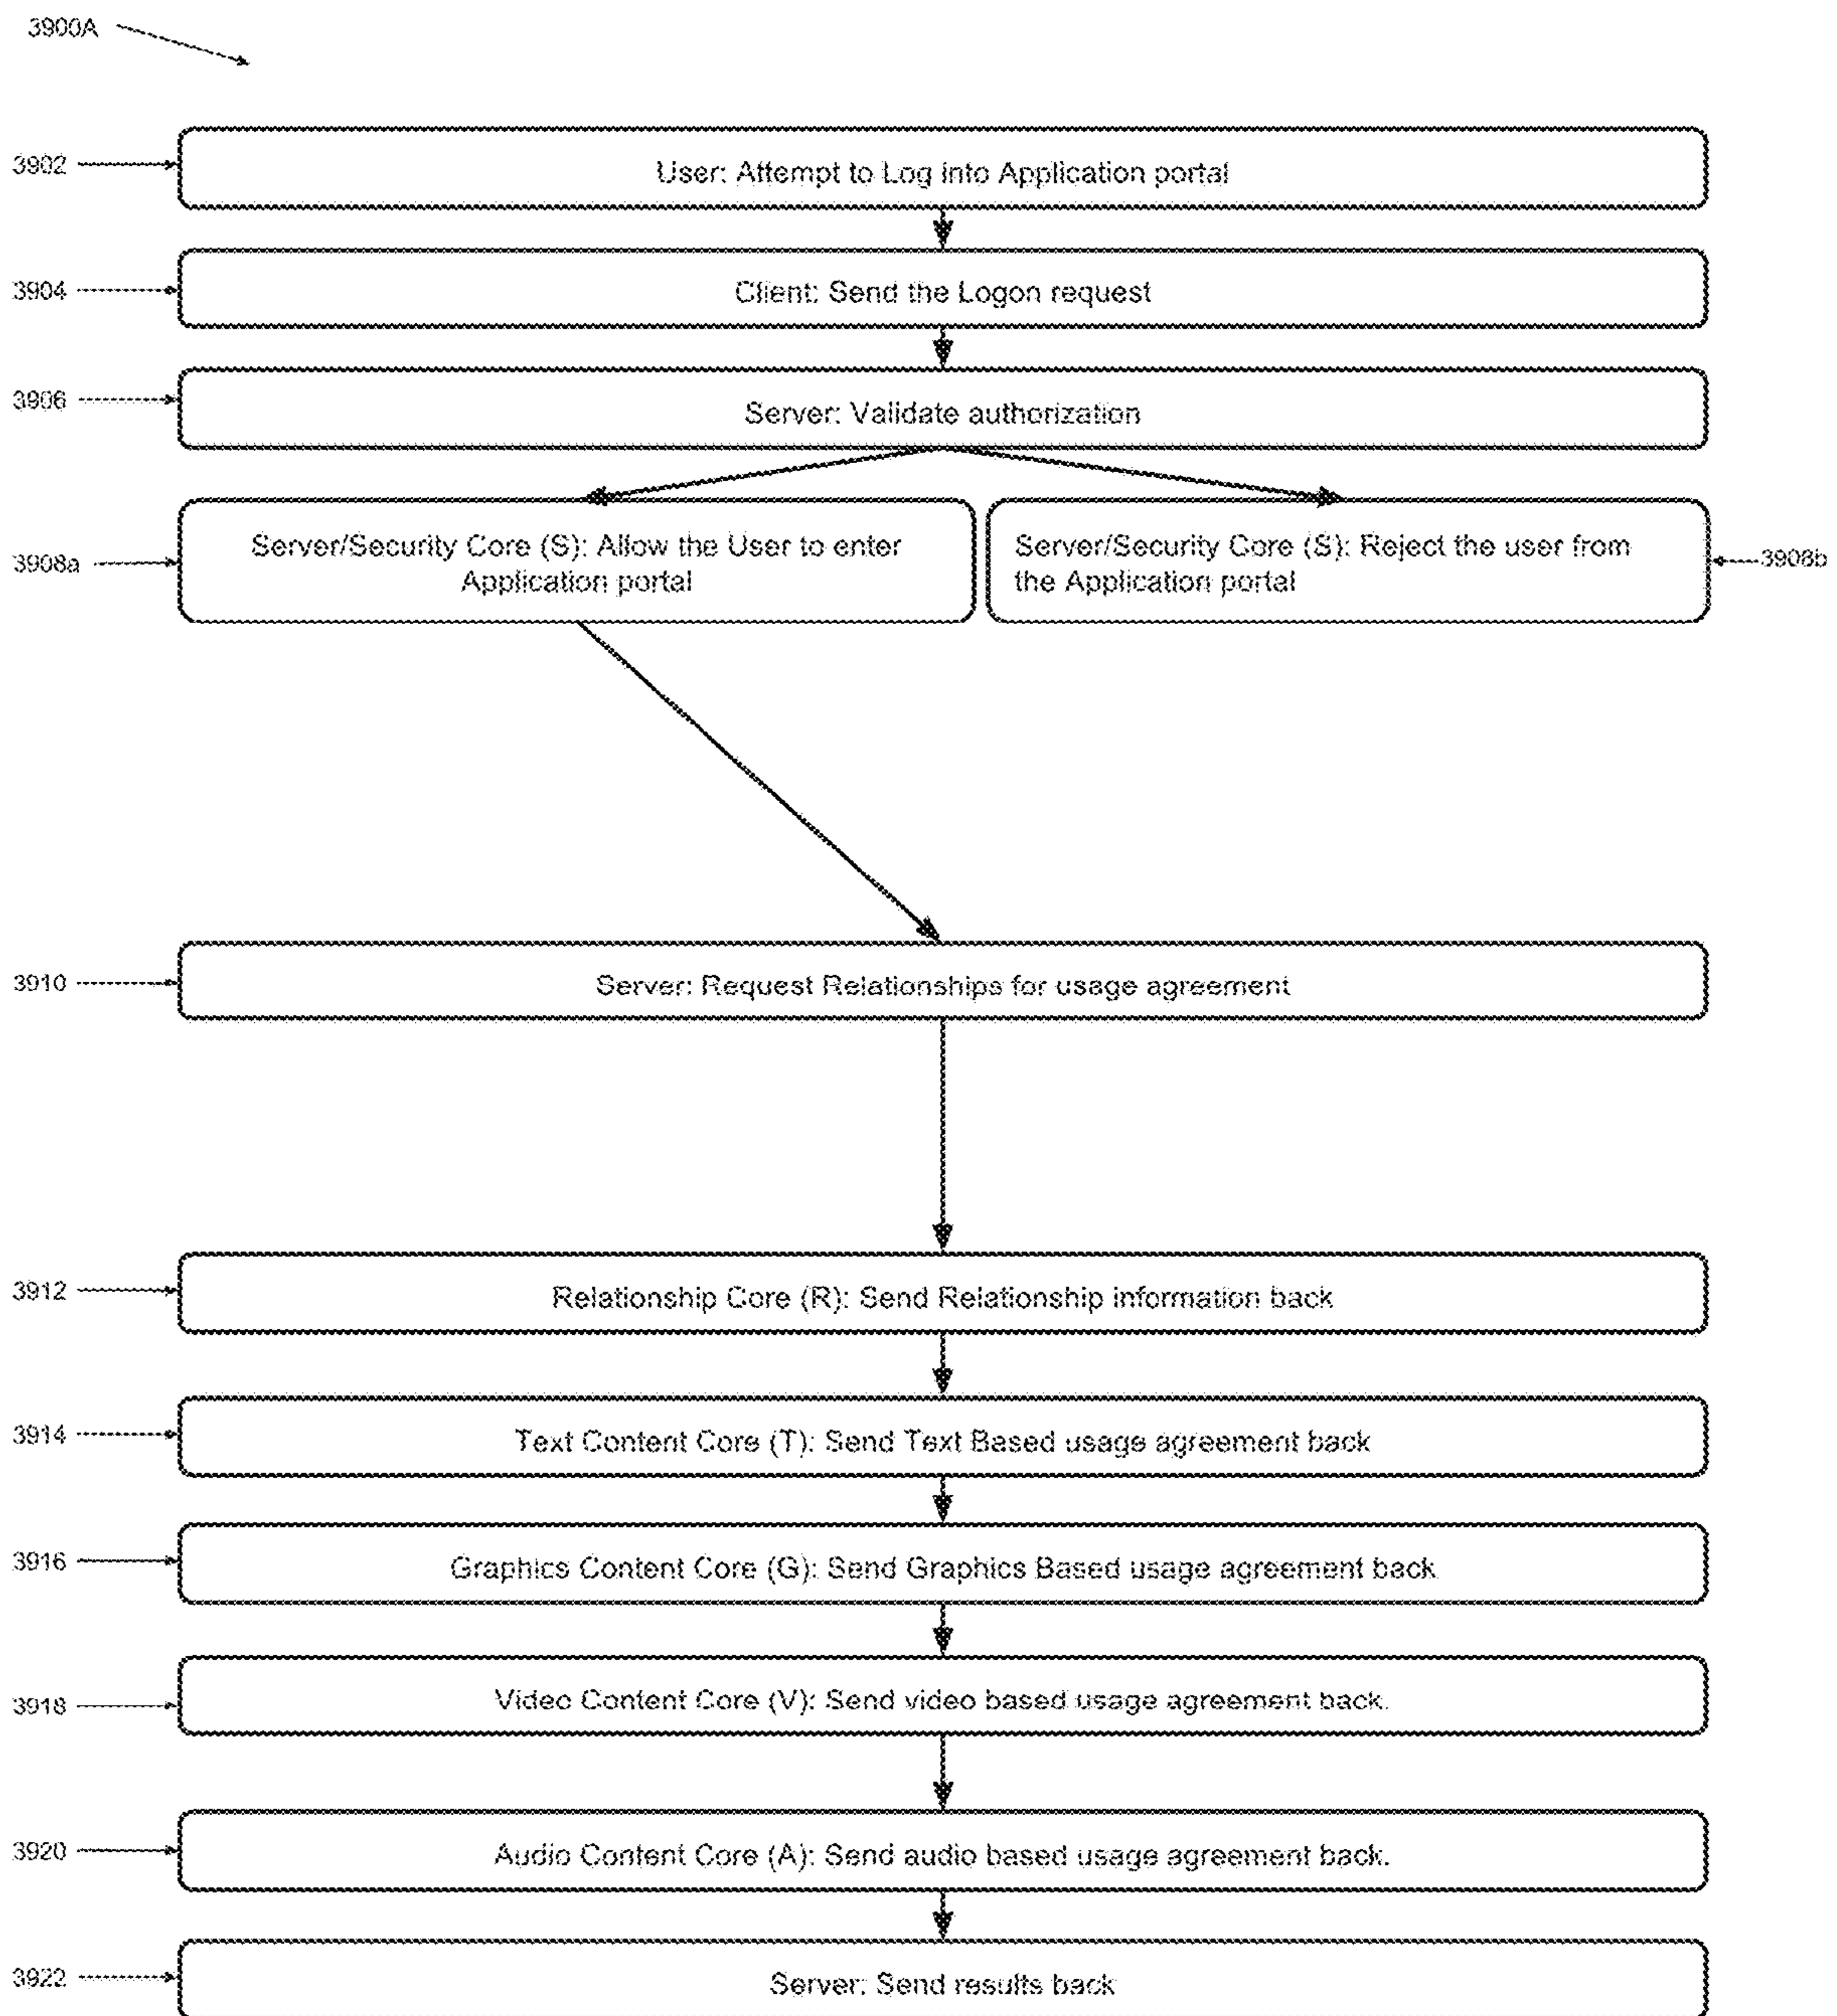 3900A
3902
User: Attempt to Log into Application portal
3904
Client: Send the Logon request
3906
Server: Validate authorization
3908a
Server/Security Core (S): Allow the User to enter
Application portal
Server/Security Core (S): Reject the user from
the Application portal
3908b
3910
Server: Request Relationships for usage agreement
3912
Relationship Core (R): Send Relationship information back
3914
Text Content Core (T): Send Text Based usage agreement back
3916
Graphics Content Core (G): Send Graphics Based usage agreement back
3918
Video Content Core (V): Send video based usage agreement back.
3920
Audio Content Core (A): Send audio based usage agreement back.
3922
Server: Send results back